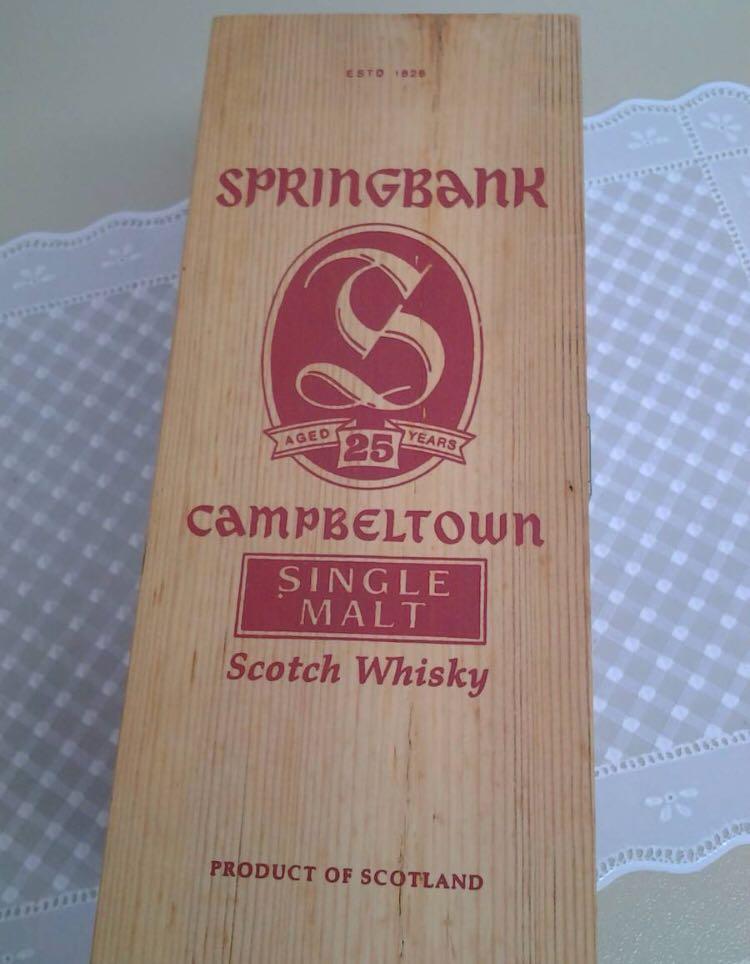 ESTD 1828
SPRINGBANK
S
AGED 25 YEARS
CAMPBELTOWN
SINGLE
MALT
Scotch Whisky
PRODUCT OF SCOTLAND